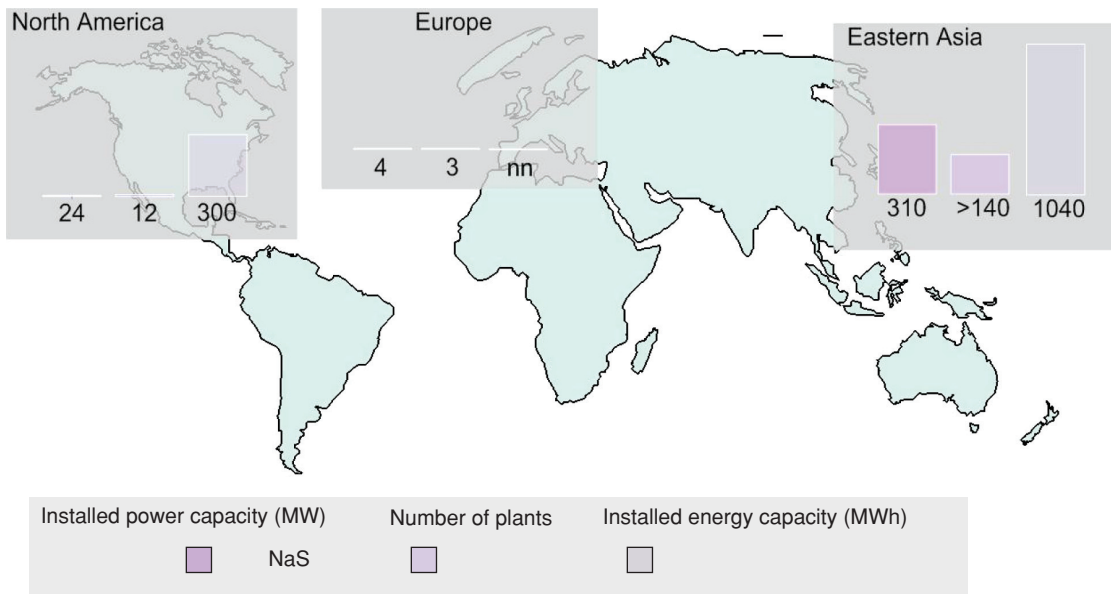 North America
24 12 300
Europe
4 3 nn
Eastern Asia
310 >140 1040
Installed power capacity (MW) Number of plants Installed energy capacity (MWh)
NaS